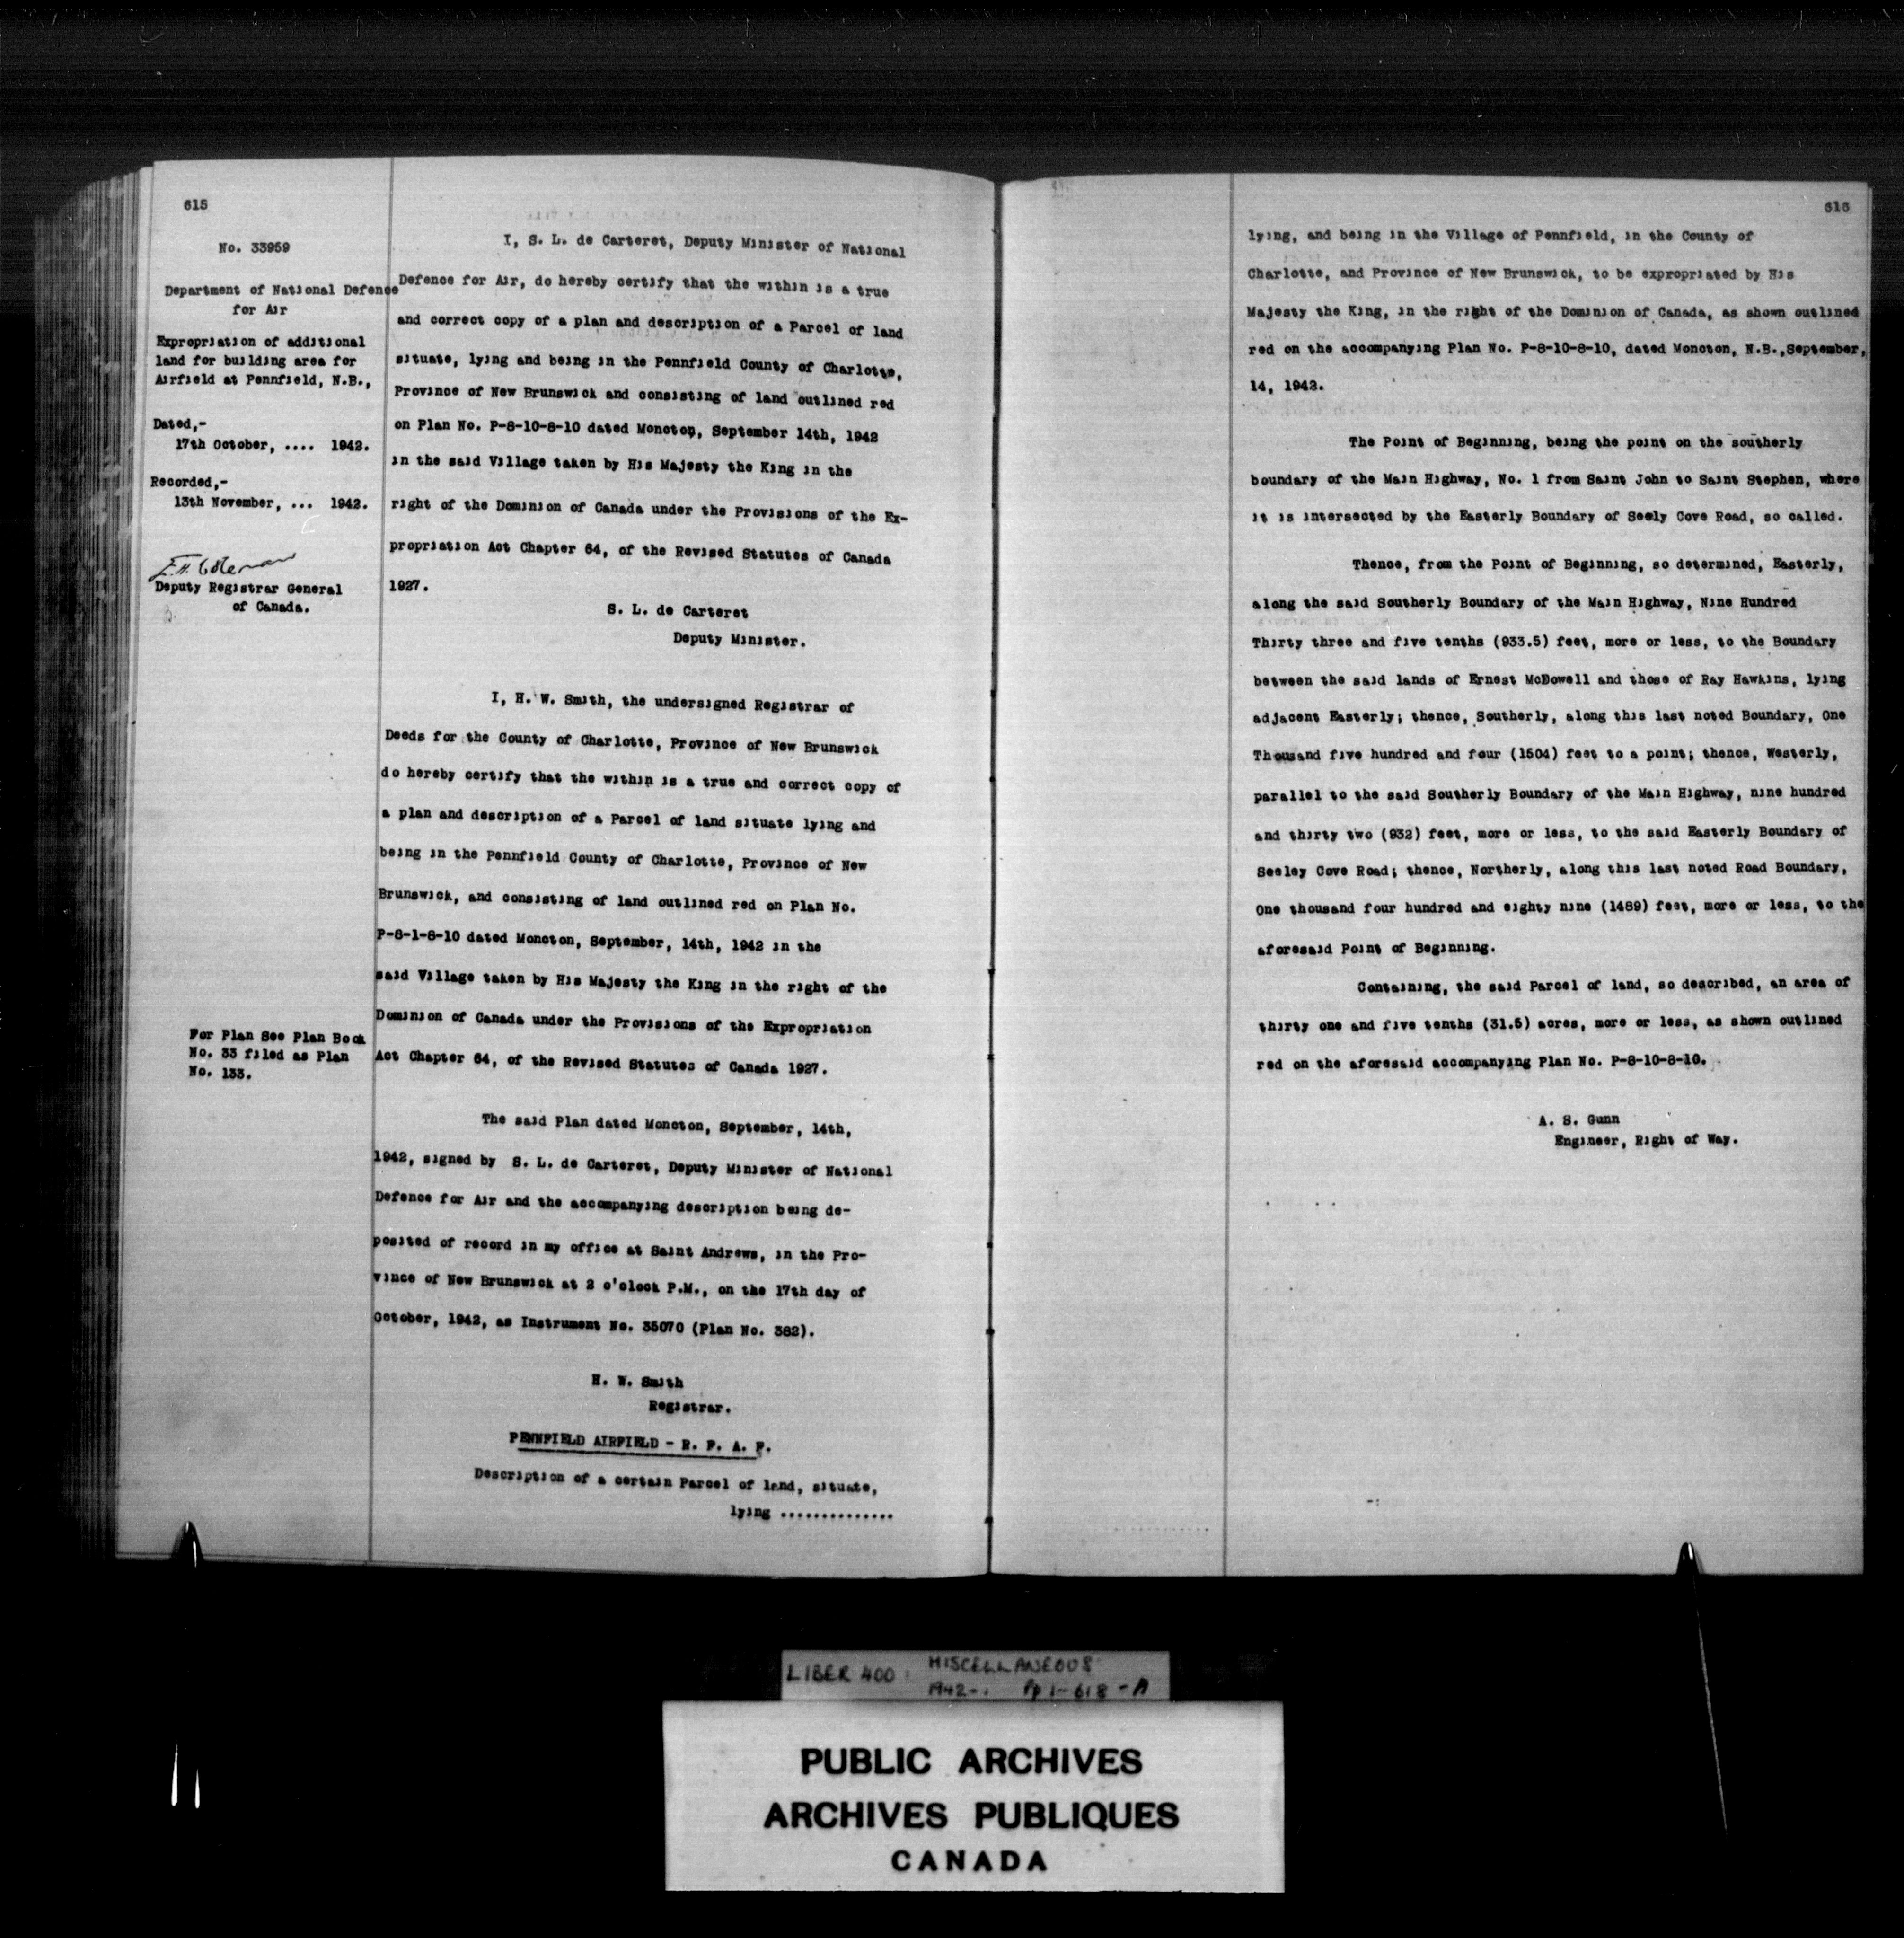 615
No. 33959
Department of National Defence
for Air
Expropriation of additional
land for building area for
Airfield at Pennfield, N.B.,
Dated,-
17th October, .... 1942.
Recorded,-
13th November, ... 1942.
E.H. Coleman
Deputy Registrar General
of Canada.
For Plan See Plan Book
No. 33 filed as Plan
No. 133.
I, S. L. de Carteret, Deputy Minister of National
Defence for Air, do hereby certify that the within is a true
and correct copy of a plan and description of a Parcel of land
situate, lying and being in the Pennfield County of Charlotte,
Province of New Brunswick and consisting of land outlined red
on Plan No. P-8-10-8-10 dated Moncton, September 14th, 1942
in the said Village taken by His Majesty the King in the
right of the Dominion of Canada under the Provisions of the Ex-
propriation Act Chapter 64, of the Revised Statutes of Canada
1927.
S. L. de Carteret
Deputy Minister.
I, H. W. Smith, the undersigned Registrar of
Deeds for the County of Charlotte, Province of New Brunswick
do hereby certify that the within is a true and correct copy of
a plan and description of a Parcel of land situate lying and
being in the Pennfield County of Charlotte, Province of New
Brunswick, and consisting of land outlined red on Plan No.
P-8-1-8-10 dated Moncton, September, 14th, 1942 in the
said Village taken by His Majesty the King in the right of the
Dominion of Canada under the Provisions of the Expropriation
Act Chapter 64, of the Revised Statutes of Canada 1927.
The said Plan dated Moncton, September, 14th,
1942, signed by S. L. de Carteret, Deputy Minister of National
Defence for Air and the accompanying description being de-
posited of record in my office at Saint Andrews, in the Pro-
vince of New Brunswick at 2 o'clock P.M., on the 17th day of
October, 1942, as Instrument No. 35070 (Plan No. 382).
H. W. Smith
Registrar.
PENNFIELD AIRFIELD - R. F. A. F.
Description of a certain Parcel of land, situate,
lying ..............
616
lying, and being in the Village of Pennfield, in the County of
Charlotte, and Province of New Brunswick, to be expropriated by His
Majesty the King, in the right of the Dominion of Canada, as shown outlined
red on the accompanying Plan No. P-8-10-8-10, dated Moncton, N.B.,September,
14, 1942.
The Point of Beginning, being the point on the southerly
boundary of the Main Highway, No. 1 from Saint John to Saint Stephen, where
it is intersected by the Easterly Boundary of Seely Cove Road, so called.
Thence, from the Point of Beginning, so determined, Easterly,
along the said Southerly Boundary of the Main Highway, Nine Hundred
Thirty three and five tenths (933.5) feet, more or less, to the Boundary
between the said lands of Ernest McDowell and those of Ray Hawkins, lying
adjacent Easterly; thence, Southerly, along this last noted Boundary, One
Thousand five hundred and four (1504) feet to a point; thence, Westerly,
parallel to the said Southerly Boundary of the Main Highway, nine hundred
and thirty two (932) feet, more or less, to the said Easterly Boundary of
Seeley Cove Road; thence, Northerly, along this last noted Road Boundary,
One thousand four hundred and eighty nine (1489) feet, more or less, to the
aforesaid Point of Beginning.
Containing, the said Parcel of land, so described, an area of
thirty one and five tenths (31.5) acres, more or less, as shown outlined
red on the aforesaid accompanying Plan No. P-8-10-8-10.
A. S. Gunn
Engineer, Right of Way.
LIBER 400 : MISCELLANEOUS
1942- Pp 1-618-A
PUBLIC ARCHIVES
ARCHIVES PUBLIQUES
CANADA